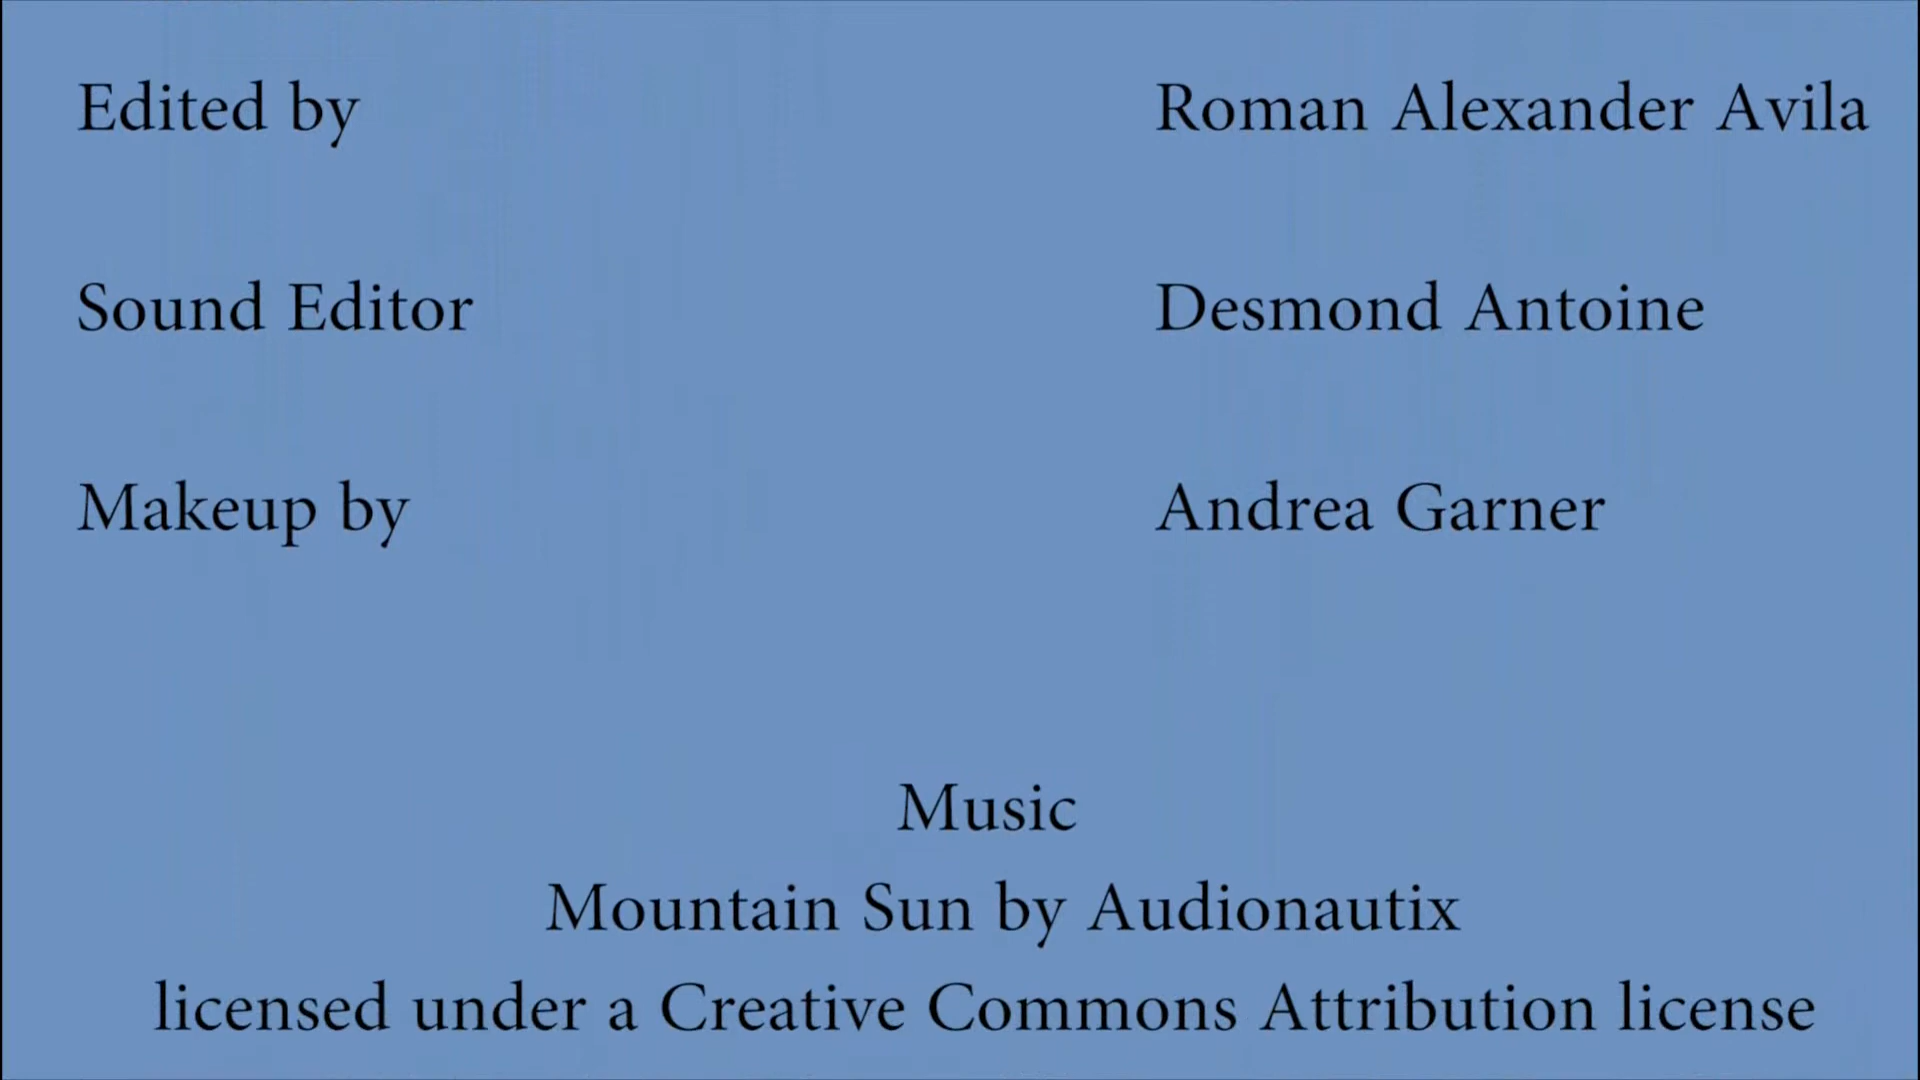 Edited by Roman Alexander Avila
Sound Editor Desmond Antoine
Makeup by Andrea Garner
Music
Mountain Sun by Audionautix
licensed under a Creative Commons Attribution license